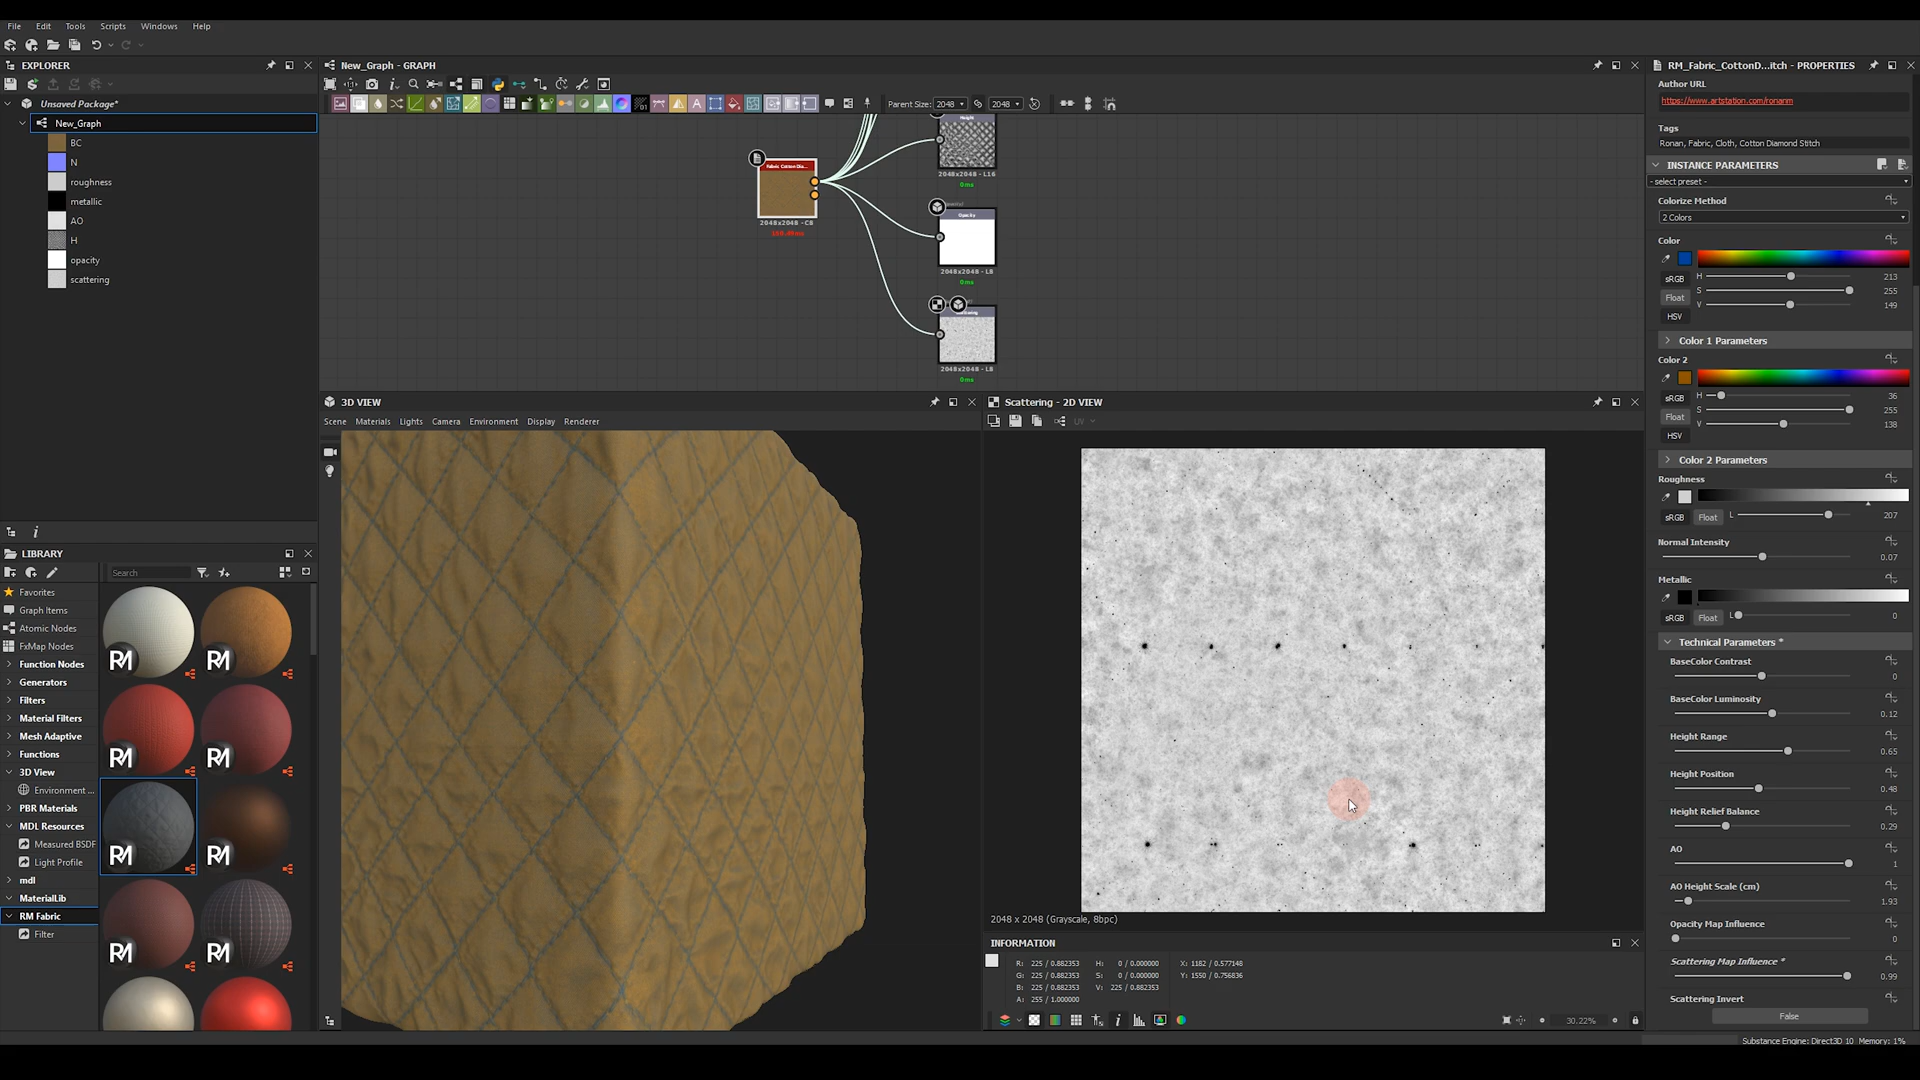 File Edit Tools Scripts Windows Help
EXPLORER
Unsaved Package*
New_Graph
BC
N
roughness
metallic
AO
H
opacity
scattering
LIBRARY
Search
Favorites
Graph Items
Atomic Nodes
FxMap Nodes
Function Nodes
Generators
Filters
Material Filters
Mesh Adaptive
Functions
3D View
Environment ...
PBR Materials
MDL Resources
Measured BSDF
Light Profile
mdl
MaterialLib
RM Fabric
Filter
New_Graph - GRAPH
Parent Size: 2048 2048
Fabric Cotton Dia...
2048x2048 - C8
Height
2048x2048 - L16
0ms
Opacity
2048x2048 - L8
0ms
2048x2048 - L8
0ms
3D VIEW
Scene Materials Lights Camera Environment Display Renderer
Scattering - 2D VIEW
UV
2048 x 2048 (Grayscale, 8bpc)
INFORMATION
R: 225 / 0.882353 H: 0 / 0.000000 X: 1182 / 0.577148
G: 225 / 0.882353 S: 0 / 0.000000 Y: 1550 / 0.756836
B: 225 / 0.882353 V: 225 / 0.882353
A: 255 / 1.000000
30.22%
RM_Fabric_CottonD...itch - PROPERTIES
Author URL
https://www.artstation.com/ronanm
Tags
Ronan, Fabric, Cloth, Cotton Diamond Stitch
INSTANCE PARAMETERS
- select preset -
Colorize Method
2 Colors
Color
sRGB H 213
Float S 255
HSV V 149
Color 1 Parameters
Color 2
sRGB H 36
Float S 255
HSV V 138
Color 2 Parameters
Roughness
sRGB Float L 207
Normal Intensity
0.07
Metallic
sRGB Float L 0
Technical Parameters *
BaseColor Contrast
0
BaseColor Luminosity
0.12
Height Range
0.65
Height Position
0.48
Height Relief Balance
0.29
AO
1
AO Height Scale (cm)
1.93
Opacity Map Influence
0
Scattering Map Influence *
0.99
Scattering Invert
False
Substance Engine: Direct3D 10 Memory: 1%